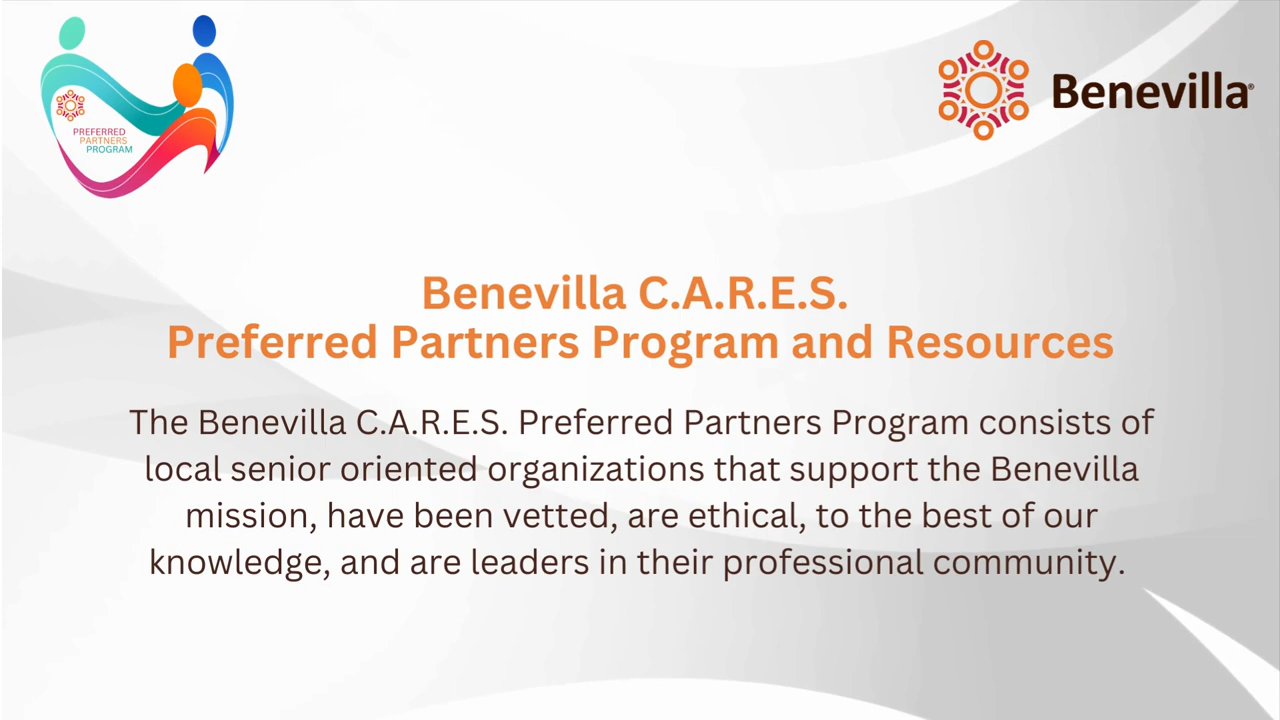 PREFERRED
PARTNERS
PROGRAM
Benevilla®
Benevilla C.A.R.E.S.
Preferred Partners Program and Resources
The Benevilla C.A.R.E.S. Preferred Partners Program consists of
local senior oriented organizations that support the Benevilla
mission, have been vetted, are ethical, to the best of our
knowledge, and are leaders in their professional community.